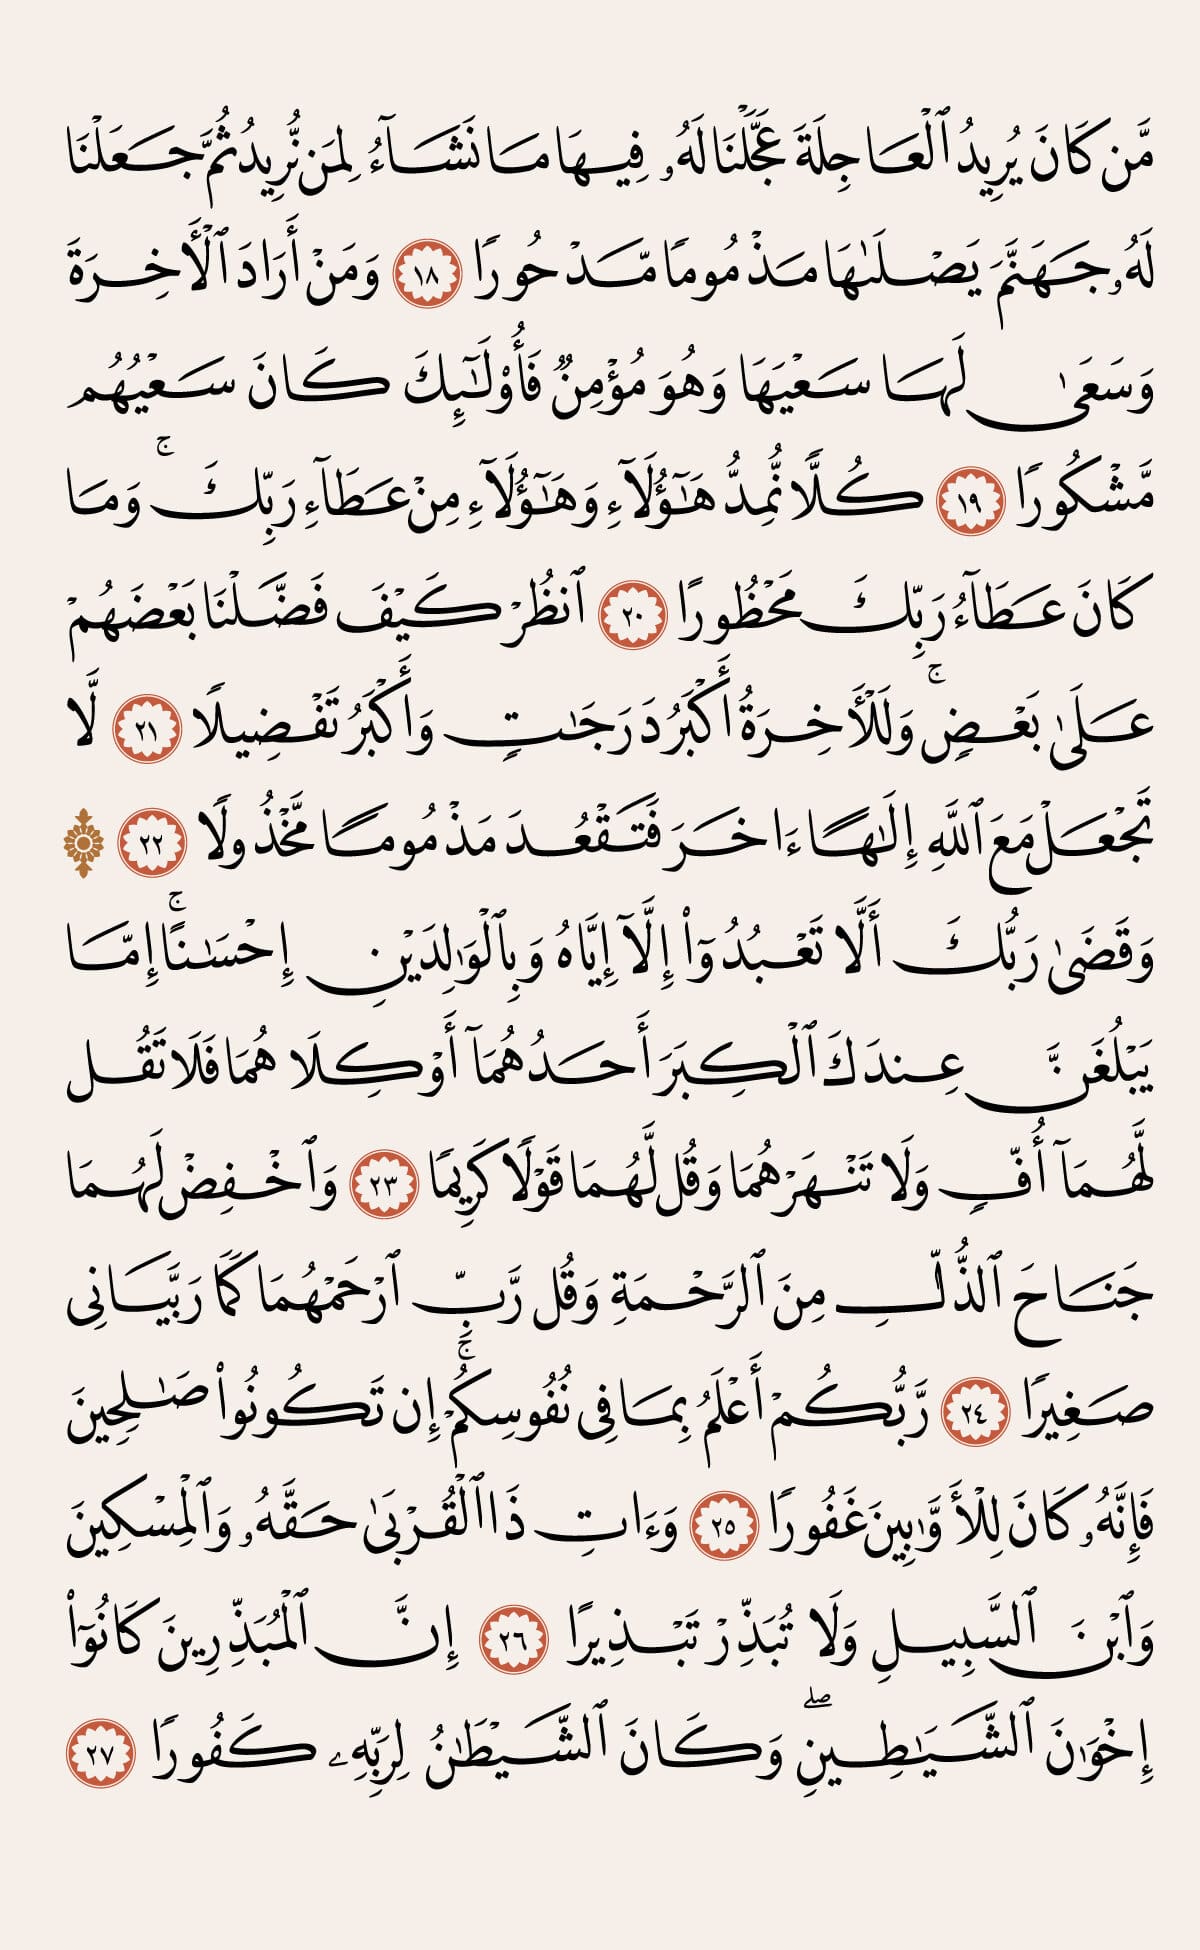 مَّن كَانَ يُرِيدُ ٱلْعَاجِلَةَ عَجَّلْنَا لَهُۥ فِيهَا مَا نَشَآءُ لِمَن نُّرِيدُ ثُمَّ جَعَلْنَا
لَهُۥ جَهَنَّمَ يَصْلَىٰهَا مَذْمُومًا مَّدْحُورًا ١٨ وَمَنْ أَرَادَ ٱلْأَخِرَةَ
وَسَعَىٰ لَهَا سَعْيَهَا وَهُوَ مُؤْمِنٌ فَأُو۟لَـٰٓئِكَ كَانَ سَعْيُهُم
مَّشْكُورًا ١٩ كُلًّا نُّمِدُّ هَـٰٓؤُلَآءِ وَهَـٰٓؤُلَآءِ مِنْ عَطَآءِ رَبِّكَ ۚ وَمَا
كَانَ عَطَآءُ رَبِّكَ مَحْظُورًا ٢٠ ٱنظُرْ كَيْفَ فَضَّلْنَا بَعْضَهُمْ
عَلَىٰ بَعْضٍ ۚ وَلَلْأَخِرَةُ أَكْبَرُ دَرَجَـٰتٍ وَأَكْبَرُ تَفْضِيلًا ٢١ لَّا
تَجْعَلْ مَعَ ٱللَّهِ إِلَـٰهًا ءَاخَرَ فَتَقْعُدَ مَذْمُومًا مَّخْذُولًا ٢٢ ۞
وَقَضَىٰ رَبُّكَ أَلَّا تَعْبُدُوٓا۟ إِلَّآ إِيَّاهُ وَبِٱلْوَٰلِدَيْنِ إِحْسَـٰنًا ۚ إِمَّا
يَبْلُغَنَّ عِندَكَ ٱلْكِبَرَ أَحَدُهُمَآ أَوْ كِلَاهُمَا فَلَا تَقُل
لَّهُمَآ أُفٍّ وَلَا تَنْهَرْهُمَا وَقُل لَّهُمَا قَوْلًا كَرِيمًا ٢٣ وَٱخْفِضْ لَهُمَا
جَنَاحَ ٱلذُّلِّ مِنَ ٱلرَّحْمَةِ وَقُل رَّبِّ ٱرْحَمْهُمَا كَمَا رَبَّيَانِى
صَغِيرًا ٢٤ رَّبُّكُمْ أَعْلَمُ بِمَا فِى نُفُوسِكُمْ ۚ إِن تَكُونُوا۟ صَـٰلِحِينَ
فَإِنَّهُۥ كَانَ لِلْأَوَّٰبِينَ غَفُورًا ٢٥ وَءَاتِ ذَا ٱلْقُرْبَىٰ حَقَّهُۥ وَٱلْمِسْكِينَ
وَٱبْنَ ٱلسَّبِيلِ وَلَا تُبَذِّرْ تَبْذِيرًا ٢٦ إِنَّ ٱلْمُبَذِّرِينَ كَانُوٓا۟
إِخْوَٰنَ ٱلشَّيَـٰطِينِ ۖ وَكَانَ ٱلشَّيْطَـٰنُ لِرَبِّهِۦ كَفُورًا ٢٧